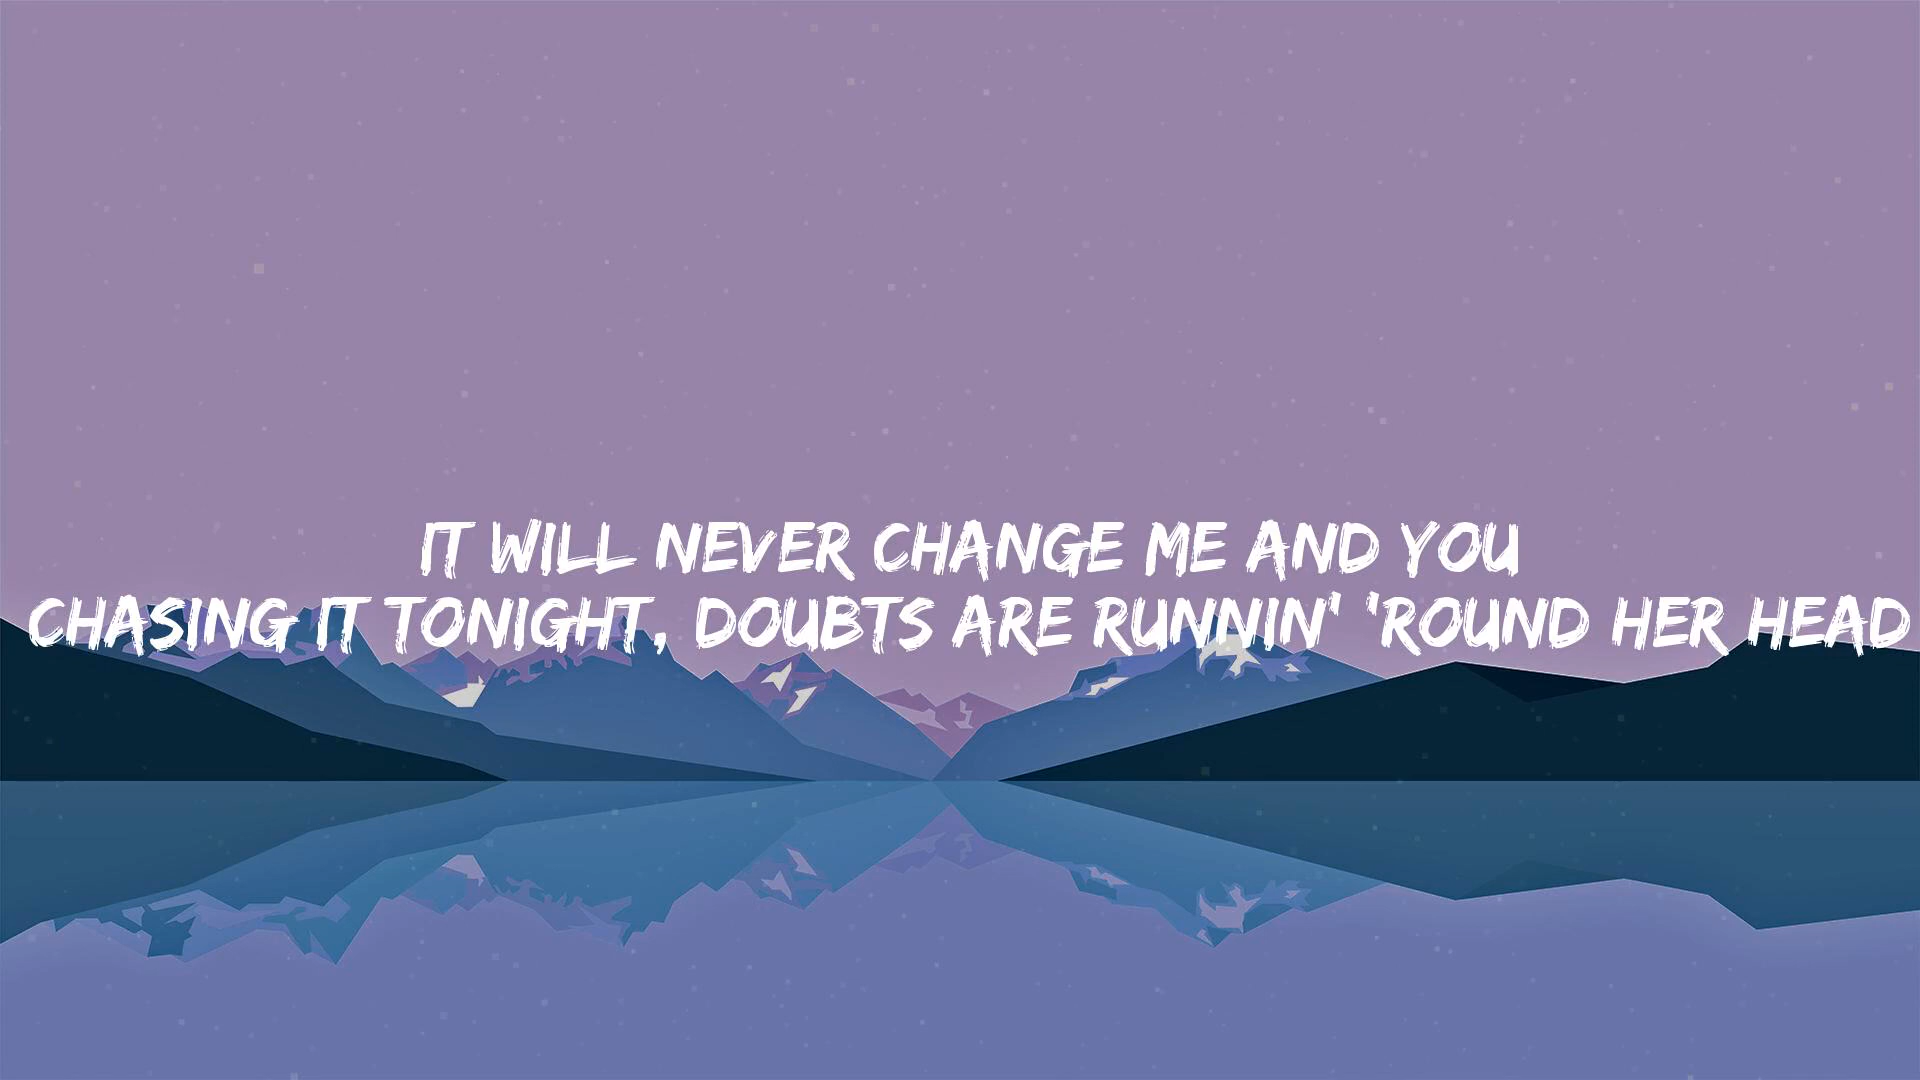 IT WILL NEVER CHANGE ME AND YOU
CHASING IT TONIGHT, DOUBTS ARE RUNNIN' 'ROUND HER HEAD